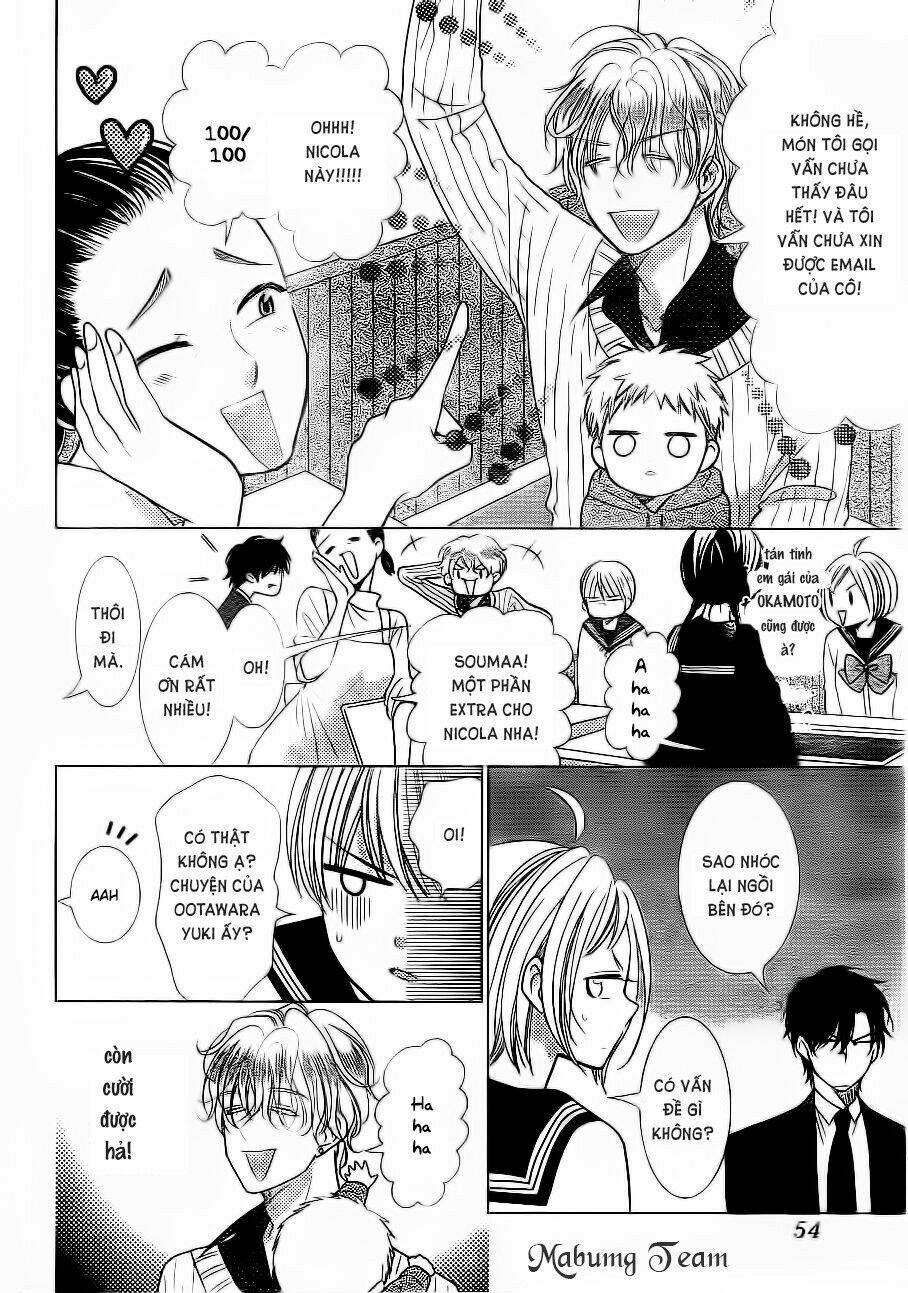 KHÔNG HỀ,
MÓN TÔI GỌI
VẪN CHƯA
THẤY ĐÂU
HẾT! VÀ TÔI
VẪN CHƯA XIN
ĐƯỢC EMAIL
CỦA CÔ!
OHHH!
NICOLA
NÀY!!!!!
100/
100
tán tỉnh
em gái của
OKAMOTO
cũng được
à?
A
ha
ha
ha
SOUMAA!
MỘT PHẦN
EXTRA CHO
NICOLA NHA!
OH!
CÁM
ƠN RẤT
NHIỀU!
THÔI
ĐI
MÀ.
SAO NHÓC
LẠI NGỒI
BÊN ĐÓ?
CÓ VẤN
ĐỀ GÌ
KHÔNG?
OI!
CÓ THẬT
KHÔNG Ạ?
CHUYỆN CỦA
OOTAWARA
YUKI ẤY?
AAH
Ha
ha
ha
còn
cười
được
hả!
54
Mabumg Team